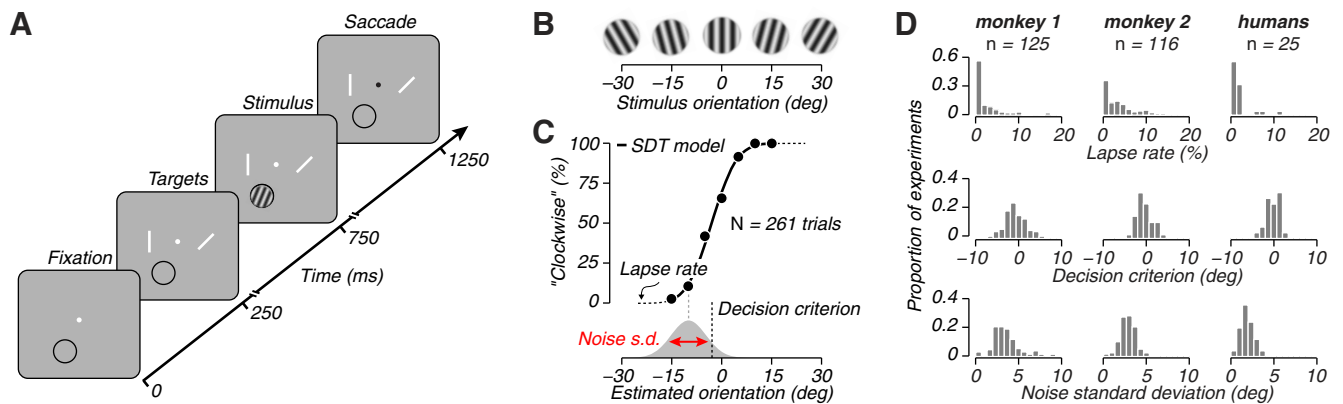 A
Saccade
Stimulus
Targets
Fixation
Time (ms)
0
250
750
1250
B
−30 −15 0 15 30
Stimulus orientation (deg)
C
"Clockwise" (%)
100
75
50
25
0
SDT model
N = 261 trials
Lapse rate
Decision criterion
Noise s.d.
−30 −15 0 15 30
Estimated orientation (deg)
D
monkey 1 monkey 2 humans
n = 125 n = 116 n = 25
Proportion of experiments
0.6
0.3
0
0 10 20 0 10 20 0 10 20
Lapse rate (%)
0.4
0.2
0
−10 0 10 −10 0 10 −10 0 10
Decision criterion (deg)
0.4
0.2
0
0 5 10 0 5 10 0 5 10
Noise standard deviation (deg)